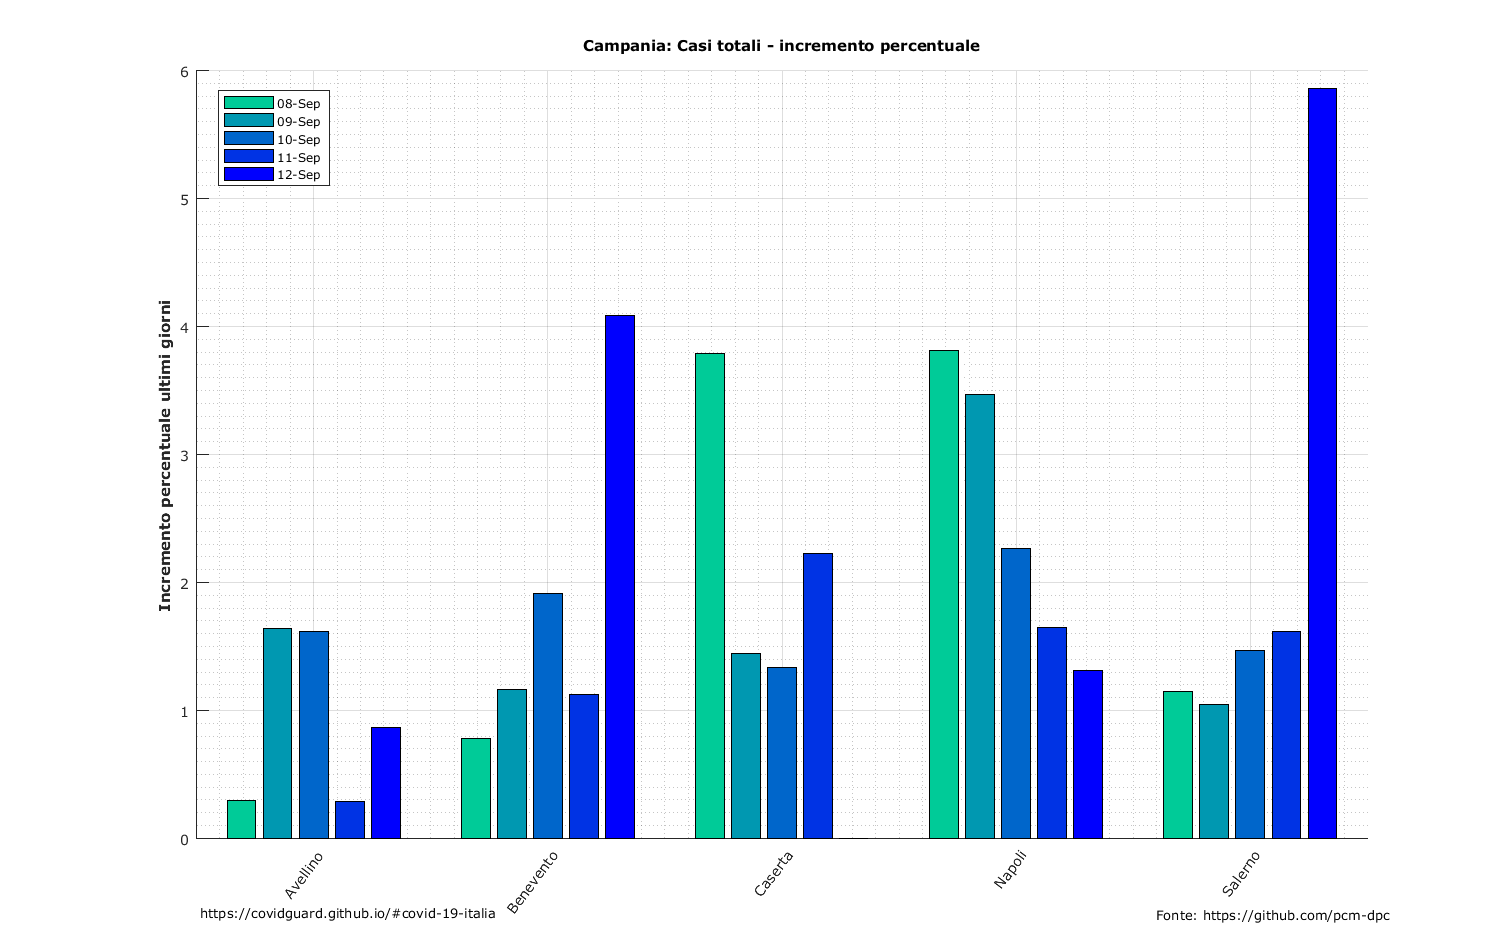 Campania: Casi totali - incremento percentuale
6
5
4
3
2
1
0
Incremento percentuale ultimi giorni
08-Sep
09-Sep
10-Sep
11-Sep
12-Sep
Avellino
Benevento
Caserta
Napoli
Salerno
https://covidguard.github.io/#covid-19-italia
Fonte: https://github.com/pcm-dpc